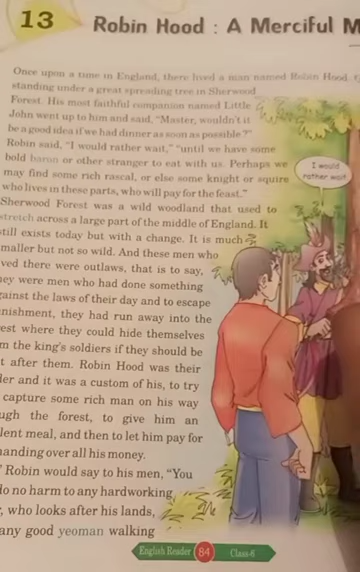 13
Robin Hood : A Merciful M
Once upon a time in England, there lived a man named Robin Hood.
standing under a great spreading tree in Sherwood
Forest. His most faithful companion named Little
John went up to him and said, "Master, wouldn't it
be a good idea if we had dinner as soon as possible?"
Robin said, "I would rather wait," "until we have some
bold baron or other stranger to eat with us. Perhaps we
may find some rich rascal, or else some knight or squire
who lives in these parts, who will pay for the feast."
I would
rather wait.
Sherwood Forest was a wild woodland that used to
stretch across a large part of the middle of England. It
still exists today but with a change. It is much
maller but not so wild. And these men who
ved there were outlaws, that is to say,
hey were men who had done something
gainst the laws of their day and to escape
nishment, they had run away into the
est where they could hide themselves
m the king's soldiers if they should be
t after them. Robin Hood was their
der and it was a custom of his, to try
capture some rich man on his way
ugh the forest, to give him an
lent meal, and then to let him pay for
handing over all his money.
" Robin would say to his men, "You
do no harm to any hardworking
, who looks after his lands,
any good yeoman walking
English Reader 84 Class-6